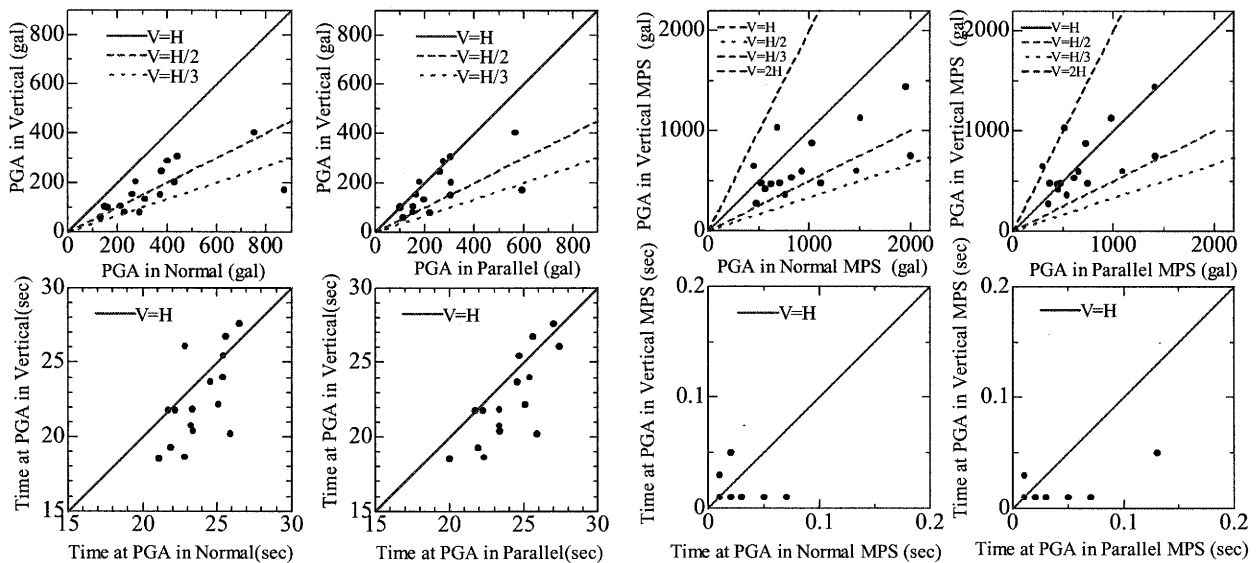 PGA in Vertical (gal)
900
800
600
400
200
0
V=H
V=H/2
V=H/3
0 200 400 600 800
PGA in Normal (gal)
PGA in Vertical (gal)
900
800
600
400
200
0
V=H
V=H/2
V=H/3
0 200 400 600 800
PGA in Parallel (gal)
PGA in Vertical MPS (gal)
2200
2000
1000
0
V=H
V=H/2
V=H/3
V=2H
0 1000 2000
PGA in Normal MPS (gal)
PGA in Vertical MPS (gal)
2200
2000
1000
0
V=H
V=H/2
V=H/3
V=2H
0 1000 2000
PGA in Parallel MPS (gal)
Time at PGA in Vertical(sec)
30
25
20
15
V=H
15 20 25 30
Time at PGA in Normal(sec)
Time at PGA in Vertical(sec)
30
25
20
15
V=H
15 20 25 30
Time at PGA in Parallel(sec)
Time at PGA in Vertical MPS (sec)
0.2
0.1
0
V=H
0 0.1 0.2
Time at PGA in Normal MPS (sec)
Time at PGA in Vertical MPS (sec)
0.2
0.1
0
V=H
0 0.1 0.2
Time at PGA in Parallel MPS (sec)